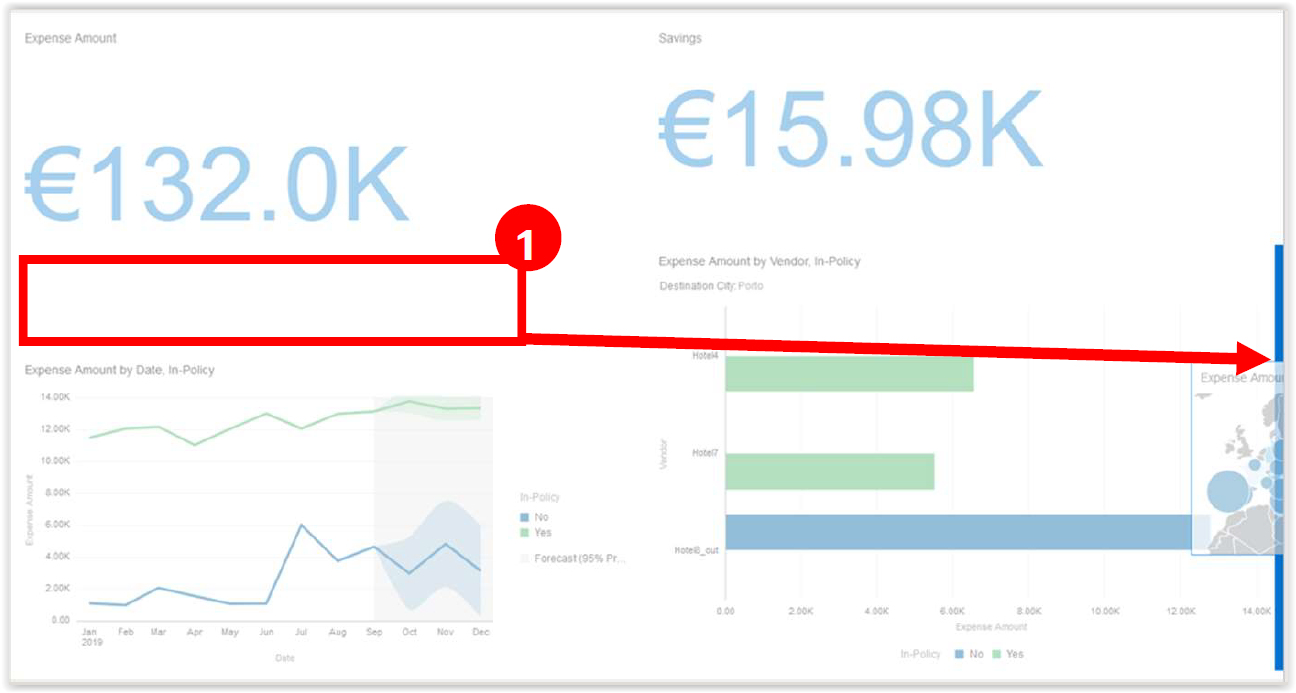 Expense Amount
€132.0K
Savings
€15.98K
1
Expense Amount by Date, In-Policy
14.00K
12.00K
10.00K
8.00K
6.00K
4.00K
2.00K
0.00
Expense Amount
Jan
2019
Feb
Mar
Apr
May
Jun
Jul
Aug
Sep
Oct
Nov
Dec
Date
In-Policy
No
Yes
Forecast (95% Pr...
Expense Amount by Vendor, In-Policy
Destination City: Porto
Vendor
Hotel4
Hotel7
Hotel8_cut
0.00
2.00K
4.00K
6.00K
8.00K
10.00K
12.00K
14.00K
Expense Amount
In-Policy
No
Yes
Expense Amou